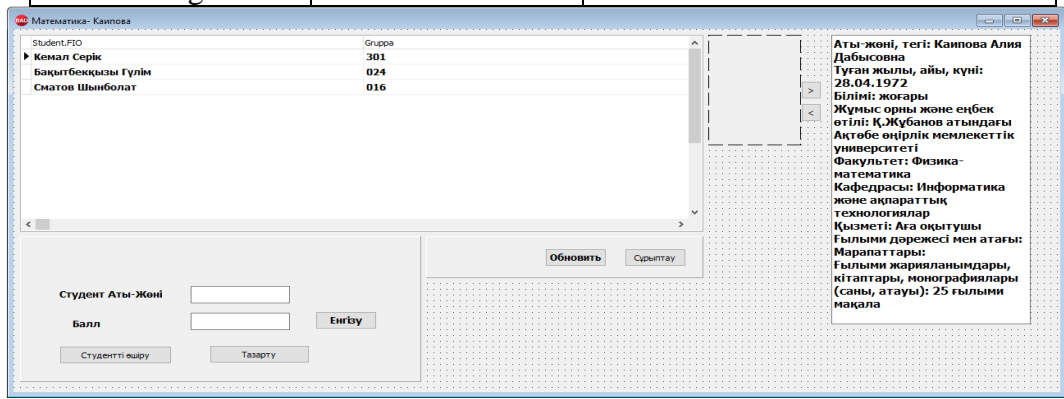 Математика- Каипова
Student.FIO Gruppa
Кемал Серік 301
Бақытбекқызы Гүлім 024
Сматов Шынболат 016
>
<
Аты-жөні, тегі: Каипова Алия
Дабысовна
Туған жылы, айы, күні:
28.04.1972
Білімі: жоғары
Жұмыс орны және еңбек
өтілі: Қ.Жұбанов атындағы
Ақтөбе өңірлік мемлекеттік
университеті
Факультет: Физика-
математика
Кафедрасы: Информатика
және ақпараттық
технологиялар
Қызметі: Аға оқытушы
Ғылыми дәрежесі мен атағы:
Марапаттары:
Ғылыми жарияланымдары,
кітаптары, монографиялары
(саны, атауы): 25 ғылыми
мақала
Обновить Сұрыптау
Студент Аты-Жөні
Балл Енгізу
Студентті өшіру Тазарту